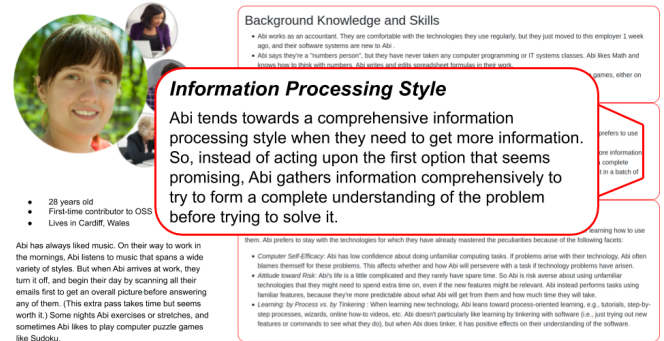 Background Knowledge and Skills
• Abi works as an accountant. They are comfortable with the technologies they use regularly, but they just moved to this employer 1 week
ago, and their software systems are new to Abi .
• Abi says they're a "numbers person", but they have never taken any computer programming or IT systems classes. Abi likes Math and
knows how to think with numbers. Abi writes and edits spreadsheet formulas in their work.
games, either on
Information Processing Style
Abi tends towards a comprehensive information
processing style when they need to get more information.
So, instead of acting upon the first option that seems
promising, Abi gathers information comprehensively to
try to form a complete understanding of the problem
before trying to solve it.
prefers to use
ore information
complete
t in a batch of
• 28 years old
• First-time contributor to OSS
• Lives in Cardiff, Wales
Abi has always liked music. On their way to work in
the mornings, Abi listens to music that spans a wide
variety of styles. But when Abi arrives at work, they
turn it off, and begin their day by scanning all their
emails first to get an overall picture before answering
any of them. (This extra pass takes time but seems
worth it.) Some nights Abi exercises or stretches, and
sometimes Abi likes to play computer puzzle games
like Sudoku.
learning how to use
them. Abi prefers to stay with the technologies for which they have already mastered the peculiarities because of the following facets:
• Computer Self-Efficacy: Abi has low confidence about doing unfamiliar computing tasks. If problems arise with their technology, Abi often
blames themself for these problems. This affects whether and how Abi will persevere with a task if technology problems have arisen.
• Attitude toward Risk: Abi's life is a little complicated and they rarely have spare time. So Abi is risk averse about using unfamiliar
technologies that they might need to spend extra time on, even if the new features might be relevant. Abi instead performs tasks using
familiar features, because they're more predictable about what Abi will get from them and how much time they will take.
• Learning: by Process vs. by Tinkering : When learning new technology, Abi leans toward process-oriented learning, e.g., tutorials, step-by-
step processes, wizards, online how-to videos, etc. Abi doesn't particularly like learning by tinkering with software (i.e., just trying out new
features or commands to see what they do), but when Abi does tinker, it has positive effects on their understanding of the software.